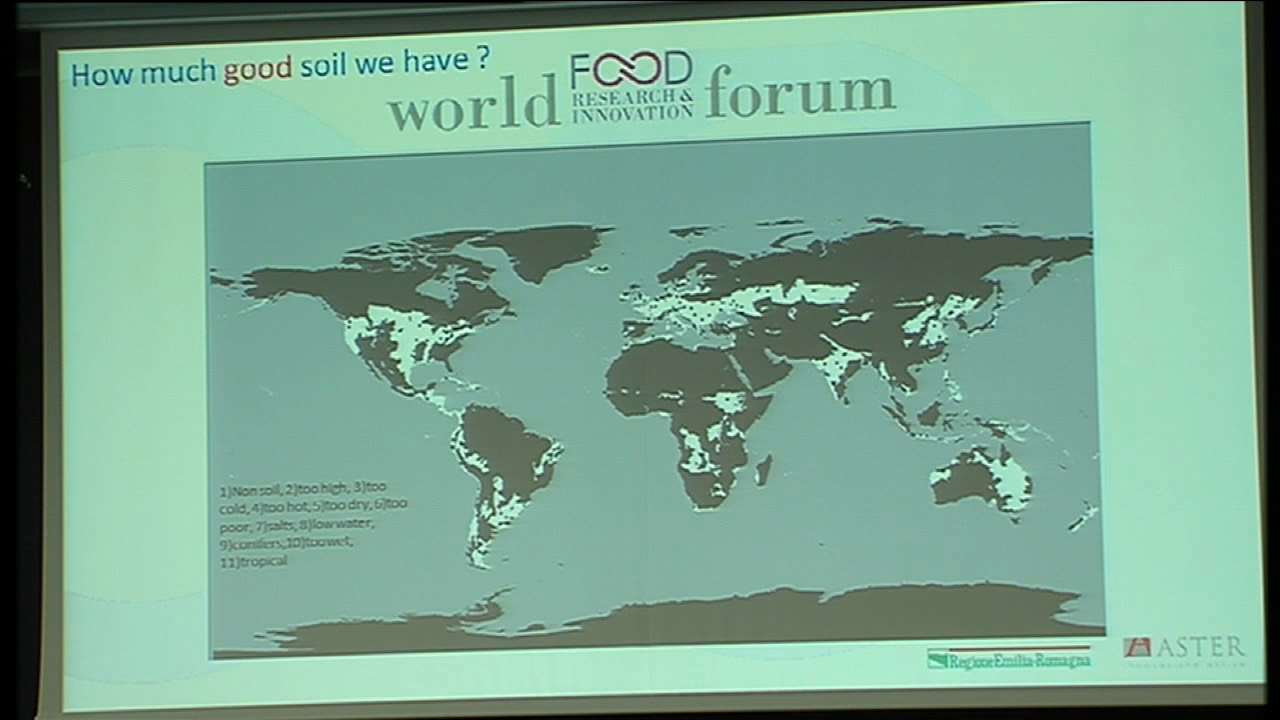 How much good soil we have ?
world FOOD RESEARCH & INNOVATION forum
1)Non soil, 2)too high, 3)too
cold, 4)too hot, 5)too dry, 6)too
poor, 7)salts, 8)low water,
9)conifers, 10)too wet,
11)tropical
RegioneEmilia-Romagna
ASTER